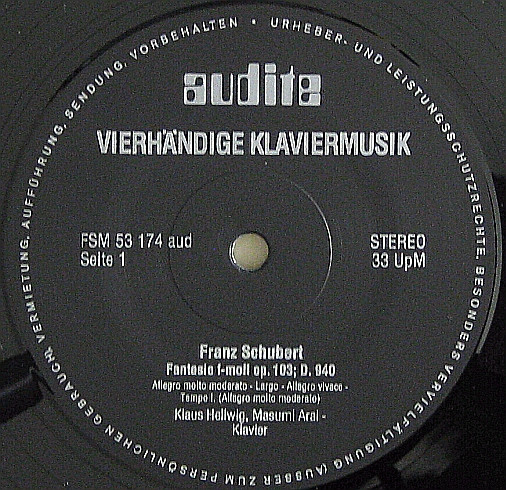 URHEBER- UND LEISTUNGSSCHUTZRECHTE, BESONDERS VERVIELFÄLTIGUNG (AUSSER ZUM PERSÖNLICHEN GEBRAUCH), VERMIETUNG, AUFFÜHRUNG, SENDUNG, VORBEHALTEN •
audite
VIERHÄNDIGE KLAVIERMUSIK
FSM 53 174 aud
Seite 1
STEREO
33 UpM
Franz Schubert
Fantasie f-moll op. 103; D. 940
Allegro molto moderato - Largo - Allegro vivace -
Tempo I. (Allegro molto moderato)
Klaus Hellwig, Masumi Arai -
Klavier